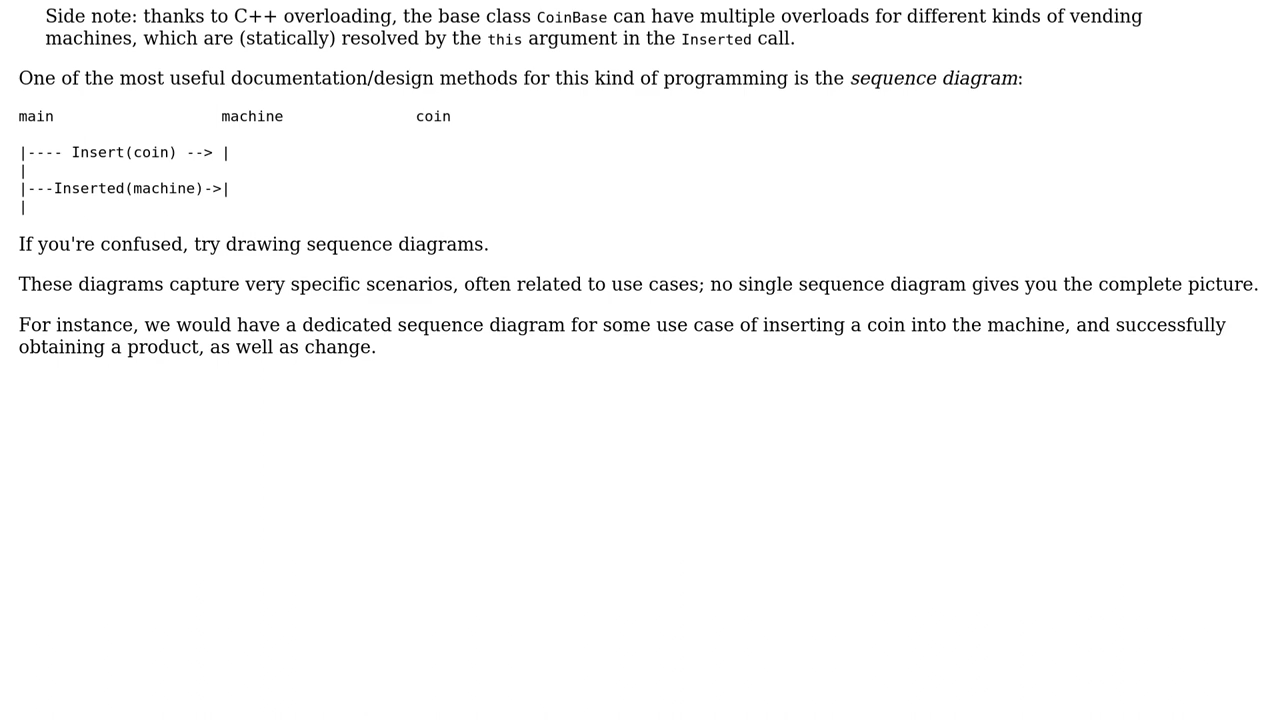 Side note: thanks to C++ overloading, the base class CoinBase can have multiple overloads for different kinds of vending
machines, which are (statically) resolved by the this argument in the Inserted call.
One of the most useful documentation/design methods for this kind of programming is the sequence diagram:
main machine coin
|---- Insert(coin) --> |
|
|---Inserted(machine)->|
|
If you're confused, try drawing sequence diagrams.
These diagrams capture very specific scenarios, often related to use cases; no single sequence diagram gives you the complete picture.
For instance, we would have a dedicated sequence diagram for some use case of inserting a coin into the machine, and successfully
obtaining a product, as well as change.